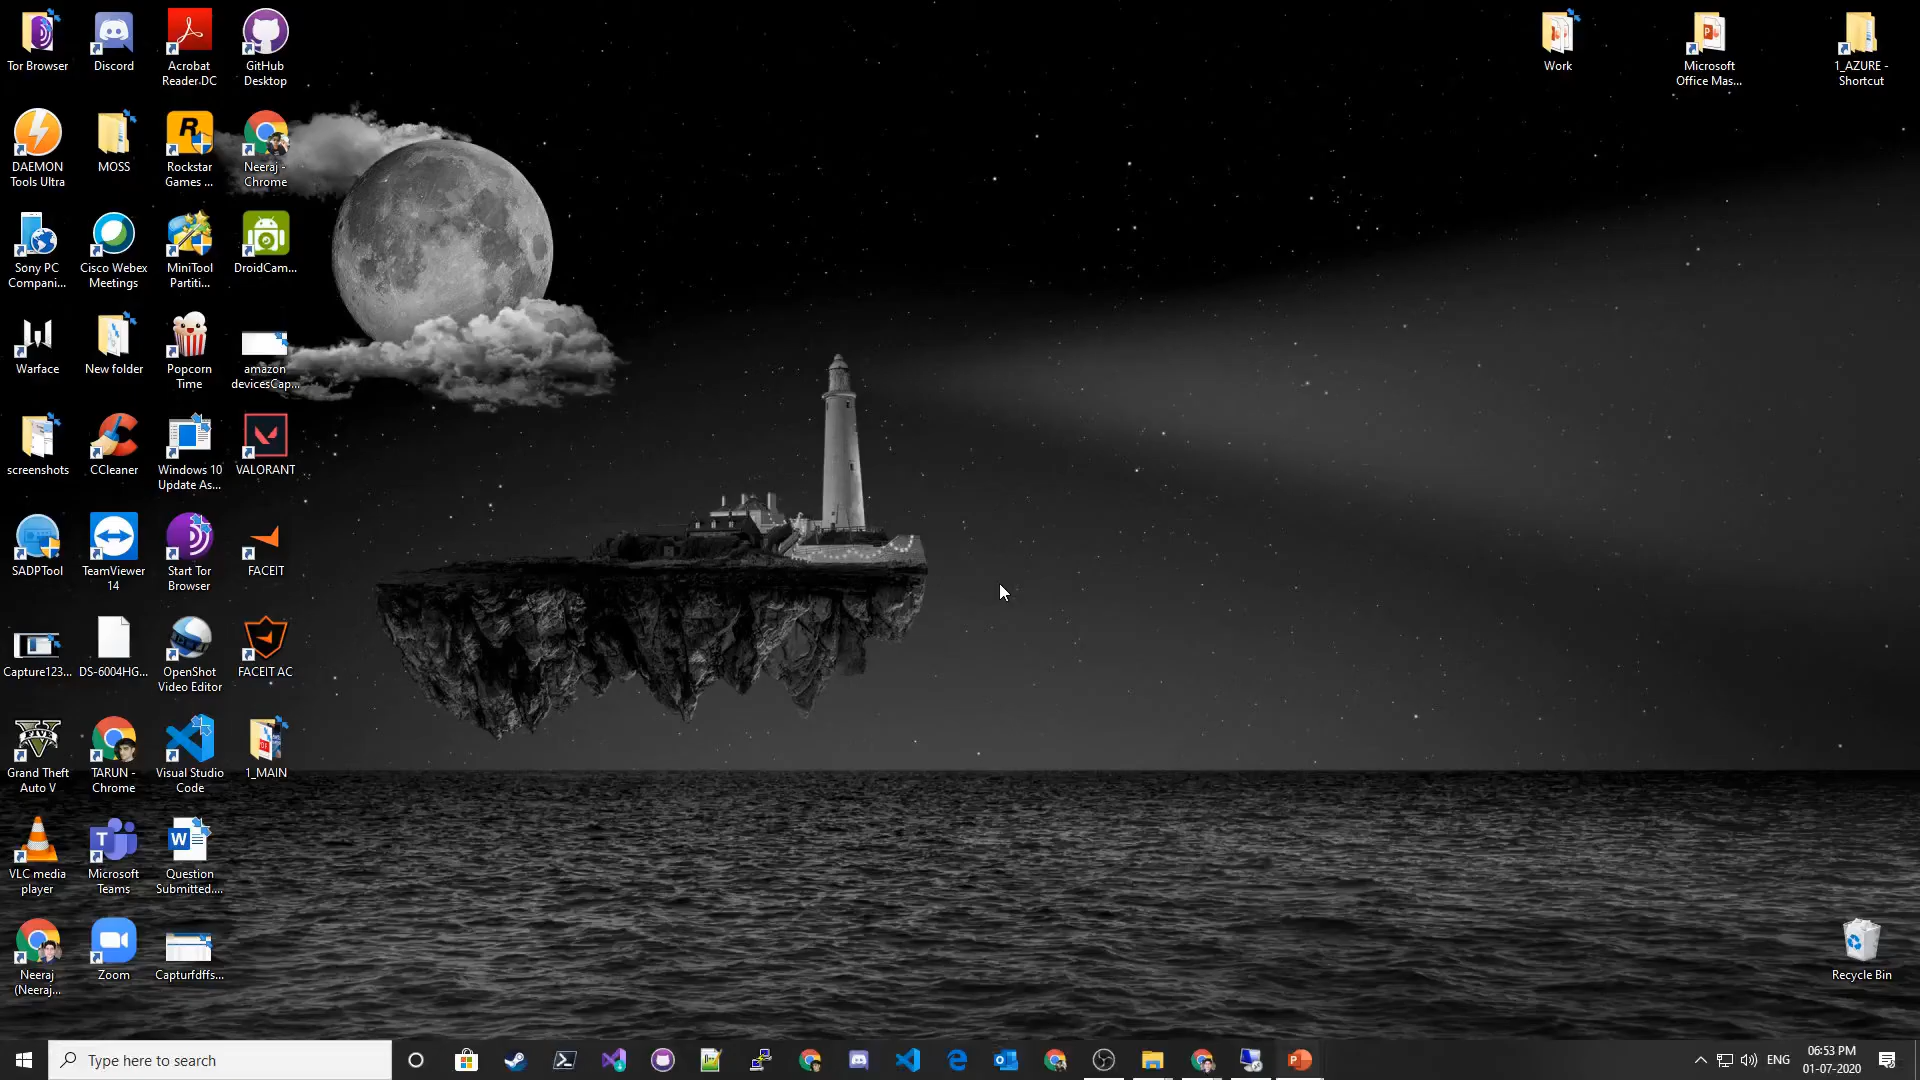 Tor Browser
Discord
Acrobat
Reader DC
GitHub
Desktop
Work
Microsoft
Office Mas...
1_AZURE -
Shortcut
DAEMON
Tools Ultra
MOSS
Rockstar
Games ...
Neeraj -
Chrome
Sony PC
Compani...
Cisco Webex
Meetings
MiniTool
Partiti...
DroidCam...
Warface
New folder
Popcorn
Time
amazon
devicesCap...
screenshots
CCleaner
Windows 10
Update As...
VALORANT
SADPTool
TeamViewer
14
Start Tor
Browser
FACEIT
Capture123...
DS-6004HG...
OpenShot
Video Editor
FACEIT AC
Grand Theft
Auto V
TARUN -
Chrome
Visual Studio
Code
1_MAIN
VLC media
player
Microsoft
Teams
Question
Submitted....
Neeraj
(Neeraj...
Zoom
Capturfdffs...
Recycle Bin
Type here to search
ENG
06:53 PM
01-07-2020